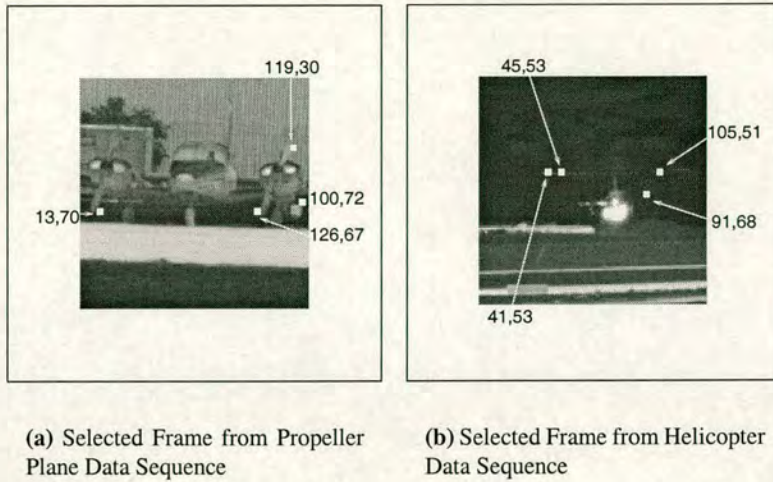 119,30
13,70
100,72
126,67
45,53
105,51
91,68
41,53
(a) Selected Frame from Propeller
Plane Data Sequence
(b) Selected Frame from Helicopter
Data Sequence